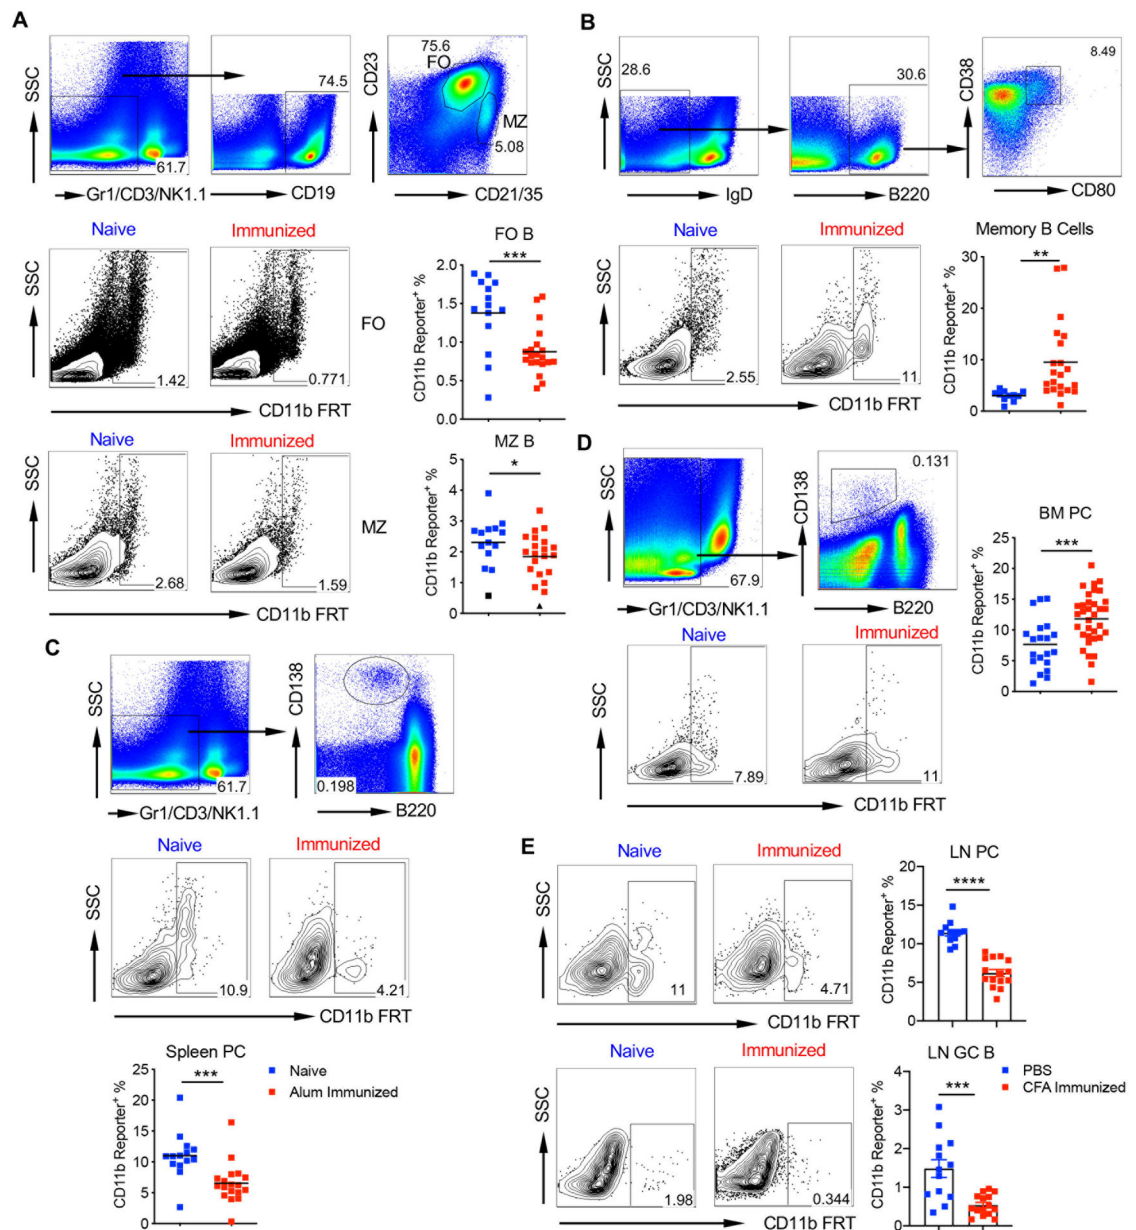 A
SSC
61.7
Gr1/CD3/NK1.1
74.5
CD19
CD23
75.6
FO
MZ
5.08
CD21/35
Naive
Immunized
SSC
1.42
0.771
FO
CD11b FRT
FO B
***
CD11b Reporter+ %
2.0
1.5
1.0
0.5
0.0
Naive
Immunized
SSC
2.68
1.59
MZ
CD11b FRT
MZ B
*
CD11b Reporter+ %
5
4
3
2
1
0
B
SSC
28.6
IgD
30.6
B220
CD38
8.49
CD80
Naive
Immunized
SSC
2.55
11
CD11b FRT
Memory B Cells
**
CD11b Reporter+ %
30
20
10
0
C
SSC
61.7
Gr1/CD3/NK1.1
CD138
0.198
B220
Naive
Immunized
SSC
10.9
4.21
CD11b FRT
Spleen PC
***
CD11b Reporter+ %
25
20
15
10
5
0
Naive
Alum Immunized
D
SSC
67.9
Gr1/CD3/NK1.1
CD138
0.131
B220
Naive
Immunized
SSC
7.89
11
CD11b FRT
BM PC
***
CD11b Reporter+ %
25
20
15
10
5
0
E
Naive
Immunized
SSC
11
4.71
CD11b FRT
LN PC
****
CD11b Reporter+ %
20
15
10
5
0
Naive
Immunized
SSC
1.98
0.344
CD11b FRT
LN GC B
***
CD11b Reporter+ %
4
3
2
1
0
PBS
CFA Immunized